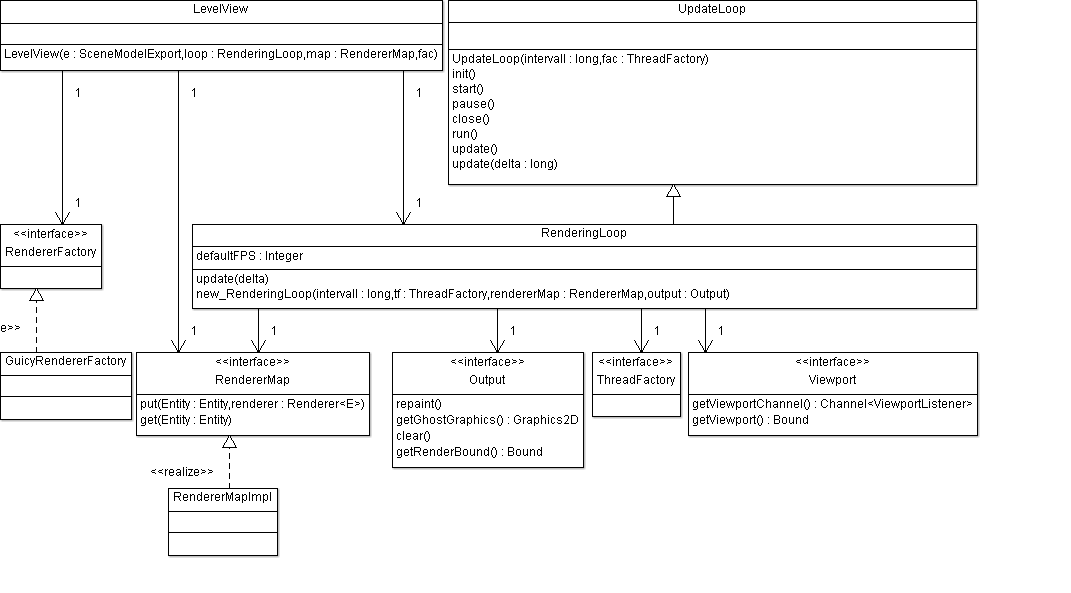 LevelView
LevelView(e : SceneModelExport,loop : RenderingLoop,map : RendererMap,fac)
UpdateLoop
UpdateLoop(intervall : long,fac : ThreadFactory)
init()
start()
pause()
close()
run()
update()
update(delta : long)
1
1
1
1
1
<<interface>>
RendererFactory
RenderingLoop
defaultFPS : Integer
update(delta)
new_RenderingLoop(intervall : long,tf : ThreadFactory,rendererMap : RendererMap,output : Output)
e>>
1
1
1
1
1
GuicyRendererFactory
<<interface>>
RendererMap
put(Entity : Entity,renderer : Renderer<E>)
get(Entity : Entity)
<<interface>>
Output
repaint()
getGhostGraphics() : Graphics2D
clear()
getRenderBound() : Bound
<<interface>>
ThreadFactory
<<interface>>
Viewport
getViewportChannel() : Channel<ViewportListener>
getViewport() : Bound
<<realize>>
RendererMapImpl